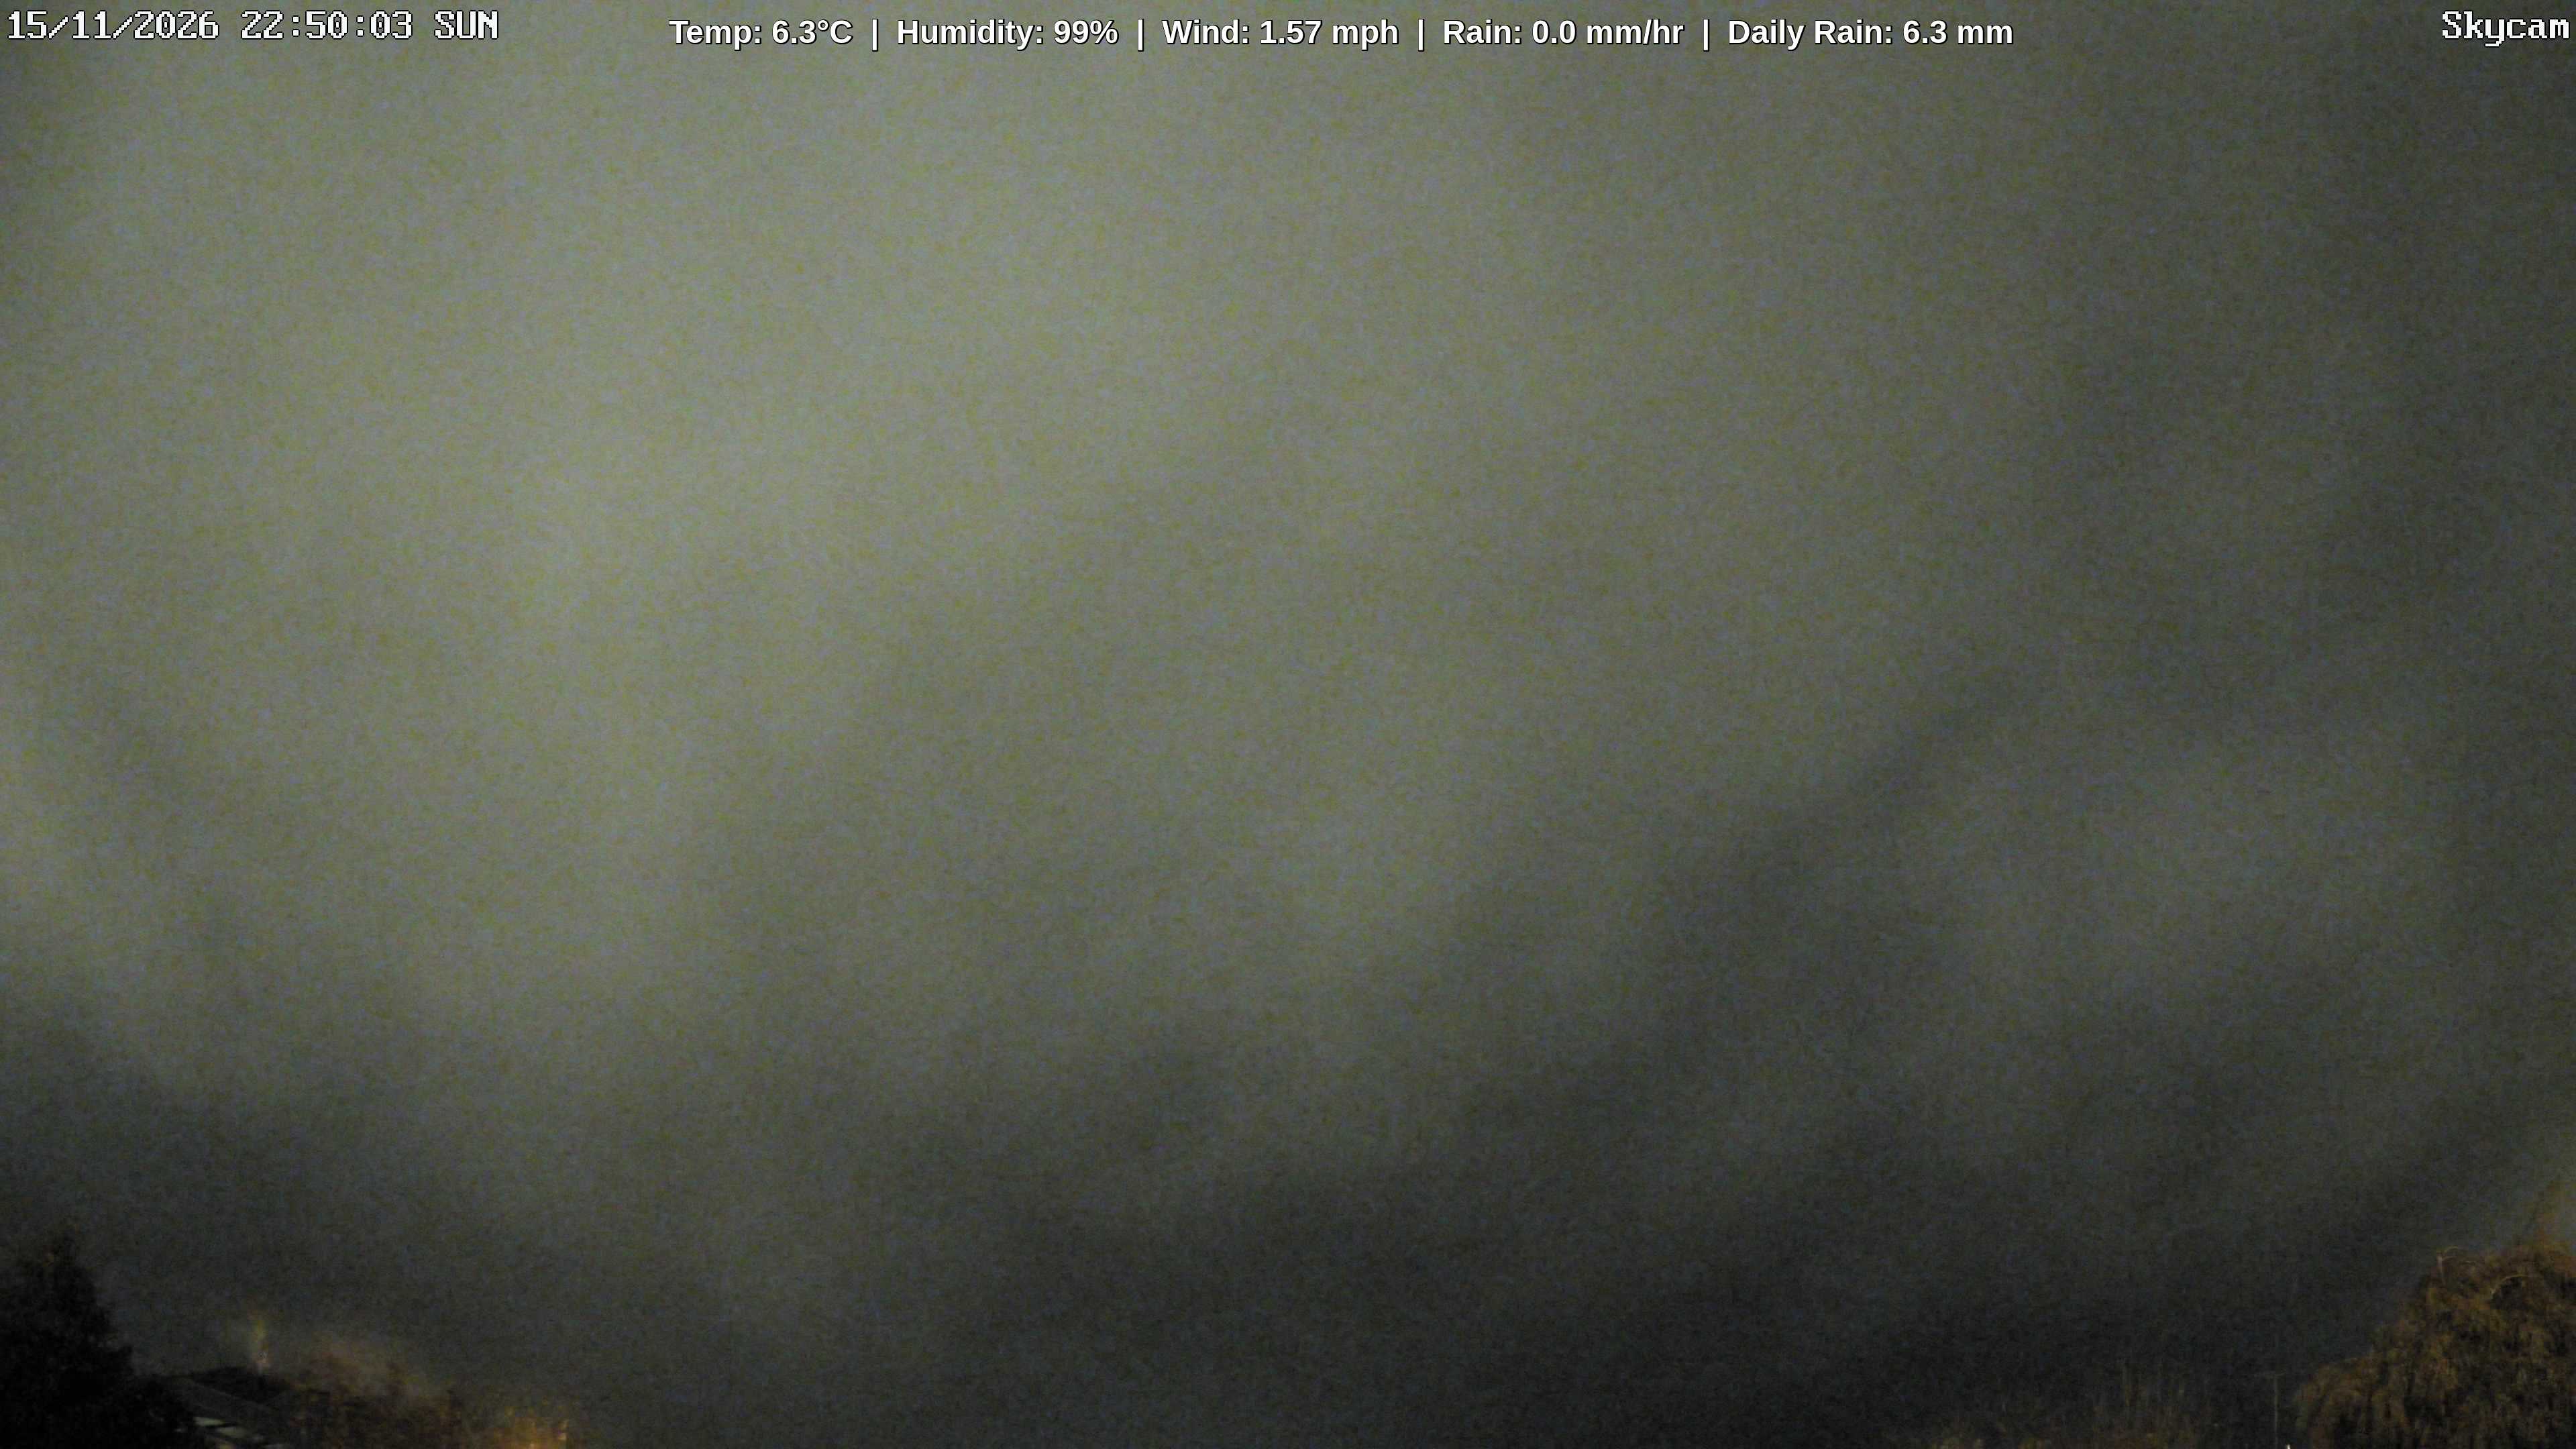 15/11/2026 22:50:03 SUN
Temp: 6.3°C | Humidity: 99% | Wind: 1.57 mph | Rain: 0.0 mm/hr | Daily Rain: 6.3 mm
Skycam